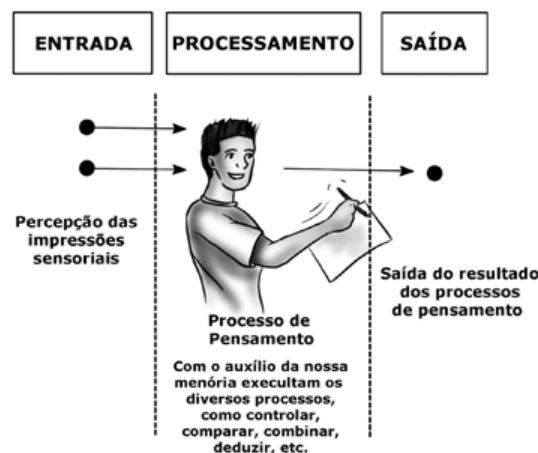 ENTRADA
PROCESSAMENTO
SAÍDA
Percepção das
impressões
sensoriais
Processo de
Pensamento
Com o auxílio da nossa
menória executam os
diversos processos,
como controlar,
comparar, combinar,
deduzir, etc.
Saída do resultado
dos processos
de pensamento